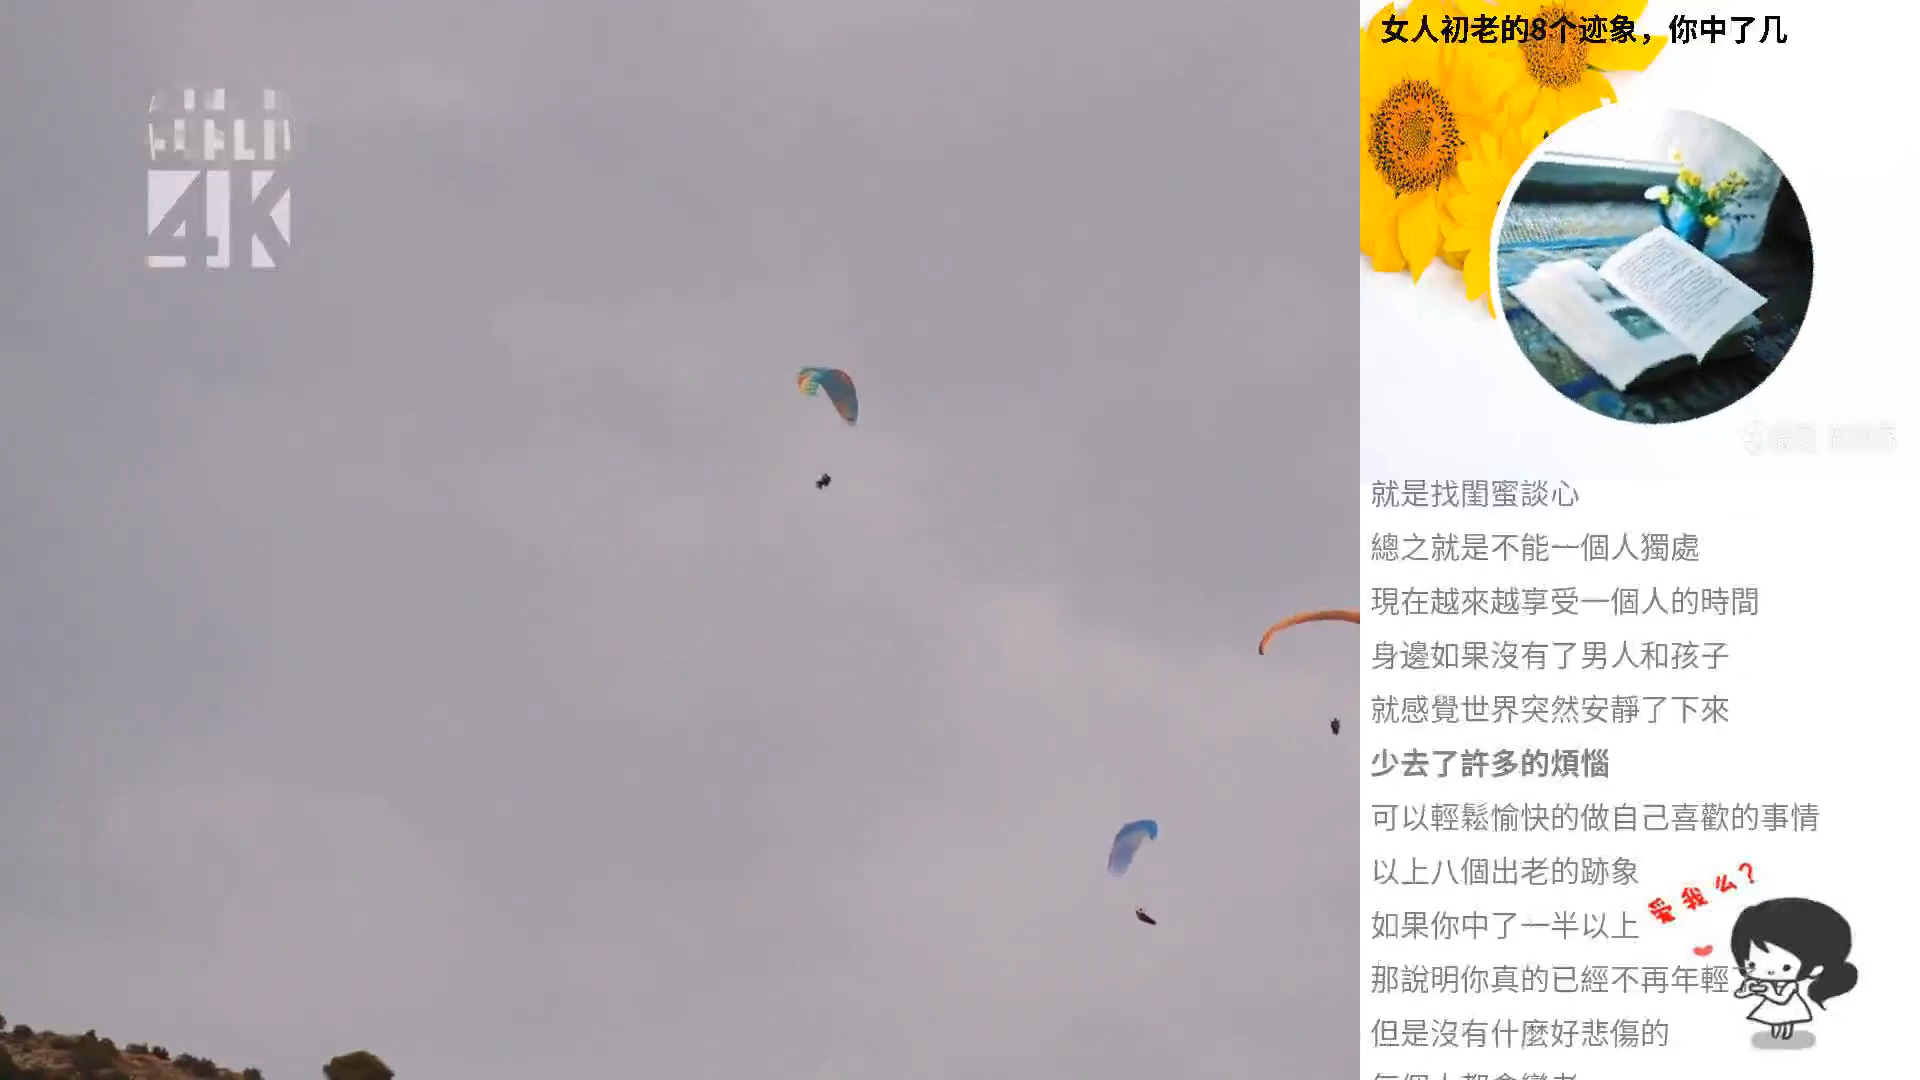 4K
女人初老的8个迹象，你中了几
就是找閨蜜談心
總之就是不能一個人獨處
現在越來越享受一個人的時間
身邊如果沒有了男人和孩子
就感覺世界突然安靜了下來
少去了許多的煩惱
可以輕鬆愉快的做自己喜歡的事情
以上八個出老的跡象
爱我么？
如果你中了一半以上
那說明你真的已經不再年輕了
但是沒有什麼好悲傷的